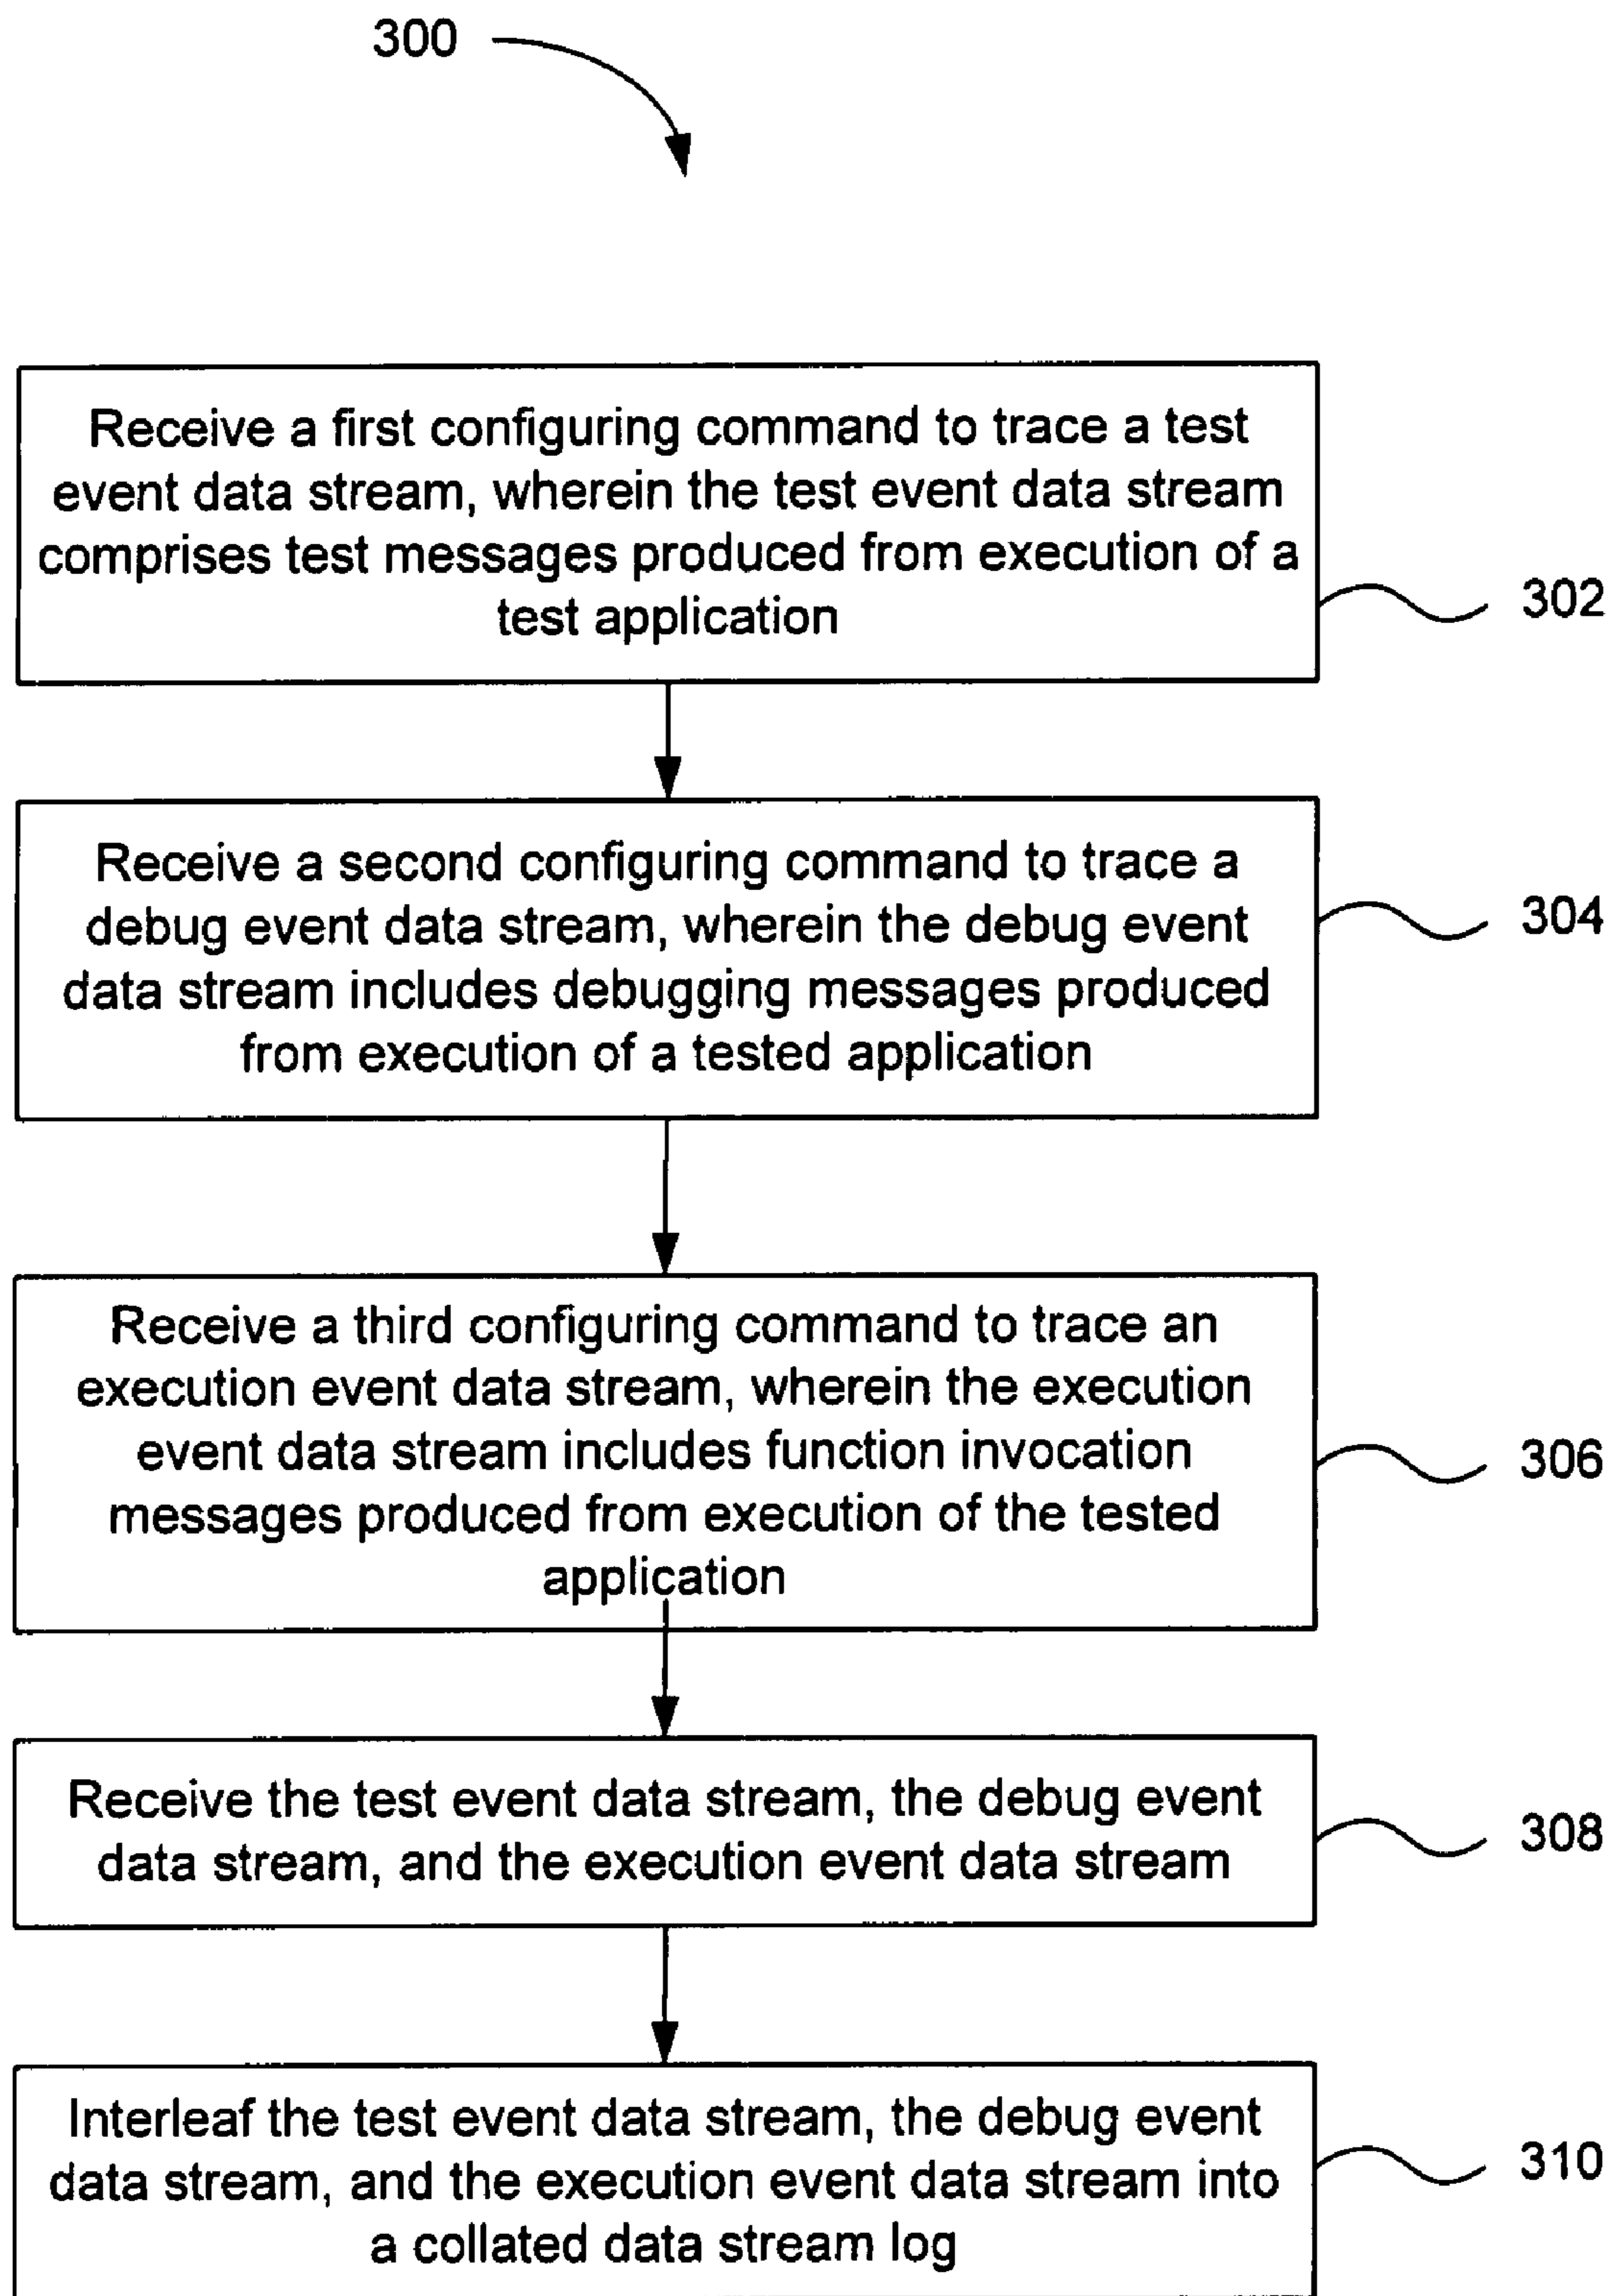 300
Receive a first configuring command to trace a test
event data stream, wherein the test event data stream
comprises test messages produced from execution of a
test application
302
Receive a second configuring command to trace a
debug event data stream, wherein the debug event
data stream includes debugging messages produced
from execution of a tested application
304
Receive a third configuring command to trace an
execution event data stream, wherein the execution
event data stream includes function invocation
messages produced from execution of the tested
application
306
Receive the test event data stream, the debug event
data stream, and the execution event data stream
308
Interleaf the test event data stream, the debug event
data stream, and the execution event data stream into
a collated data stream log
310